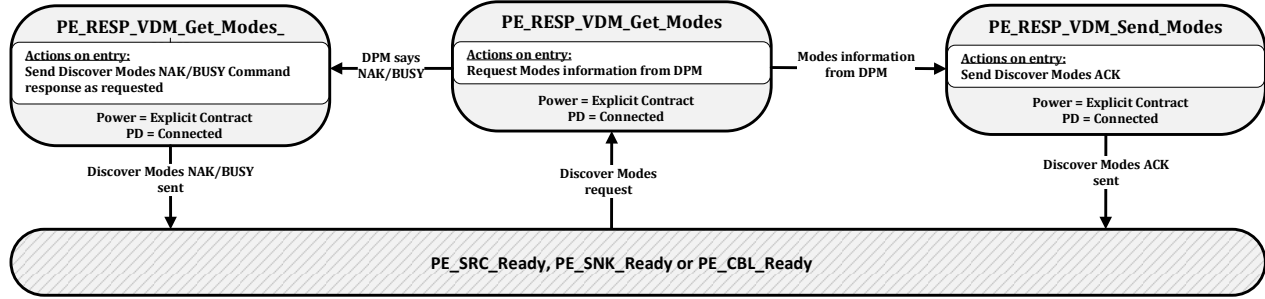 PE_RESP_VDM_Get_Modes_
Actions on entry:
Send Discover Modes NAK/BUSY Command
response as requested
Power = Explicit Contract
PD = Connected
DPM says
NAK/BUSY
PE_RESP_VDM_Get_Modes
Actions on entry:
Request Modes information from DPM
Power = Explicit Contract
PD = Connected
Modes information
from DPM
PE_RESP_VDM_Send_Modes
Actions on entry:
Send Discover Modes ACK
Power = Explicit Contract
PD = Connected
Discover Modes NAK/BUSY
sent
Discover Modes
request
Discover Modes ACK
sent
PE_SRC_Ready, PE_SNK_Ready or PE_CBL_Ready